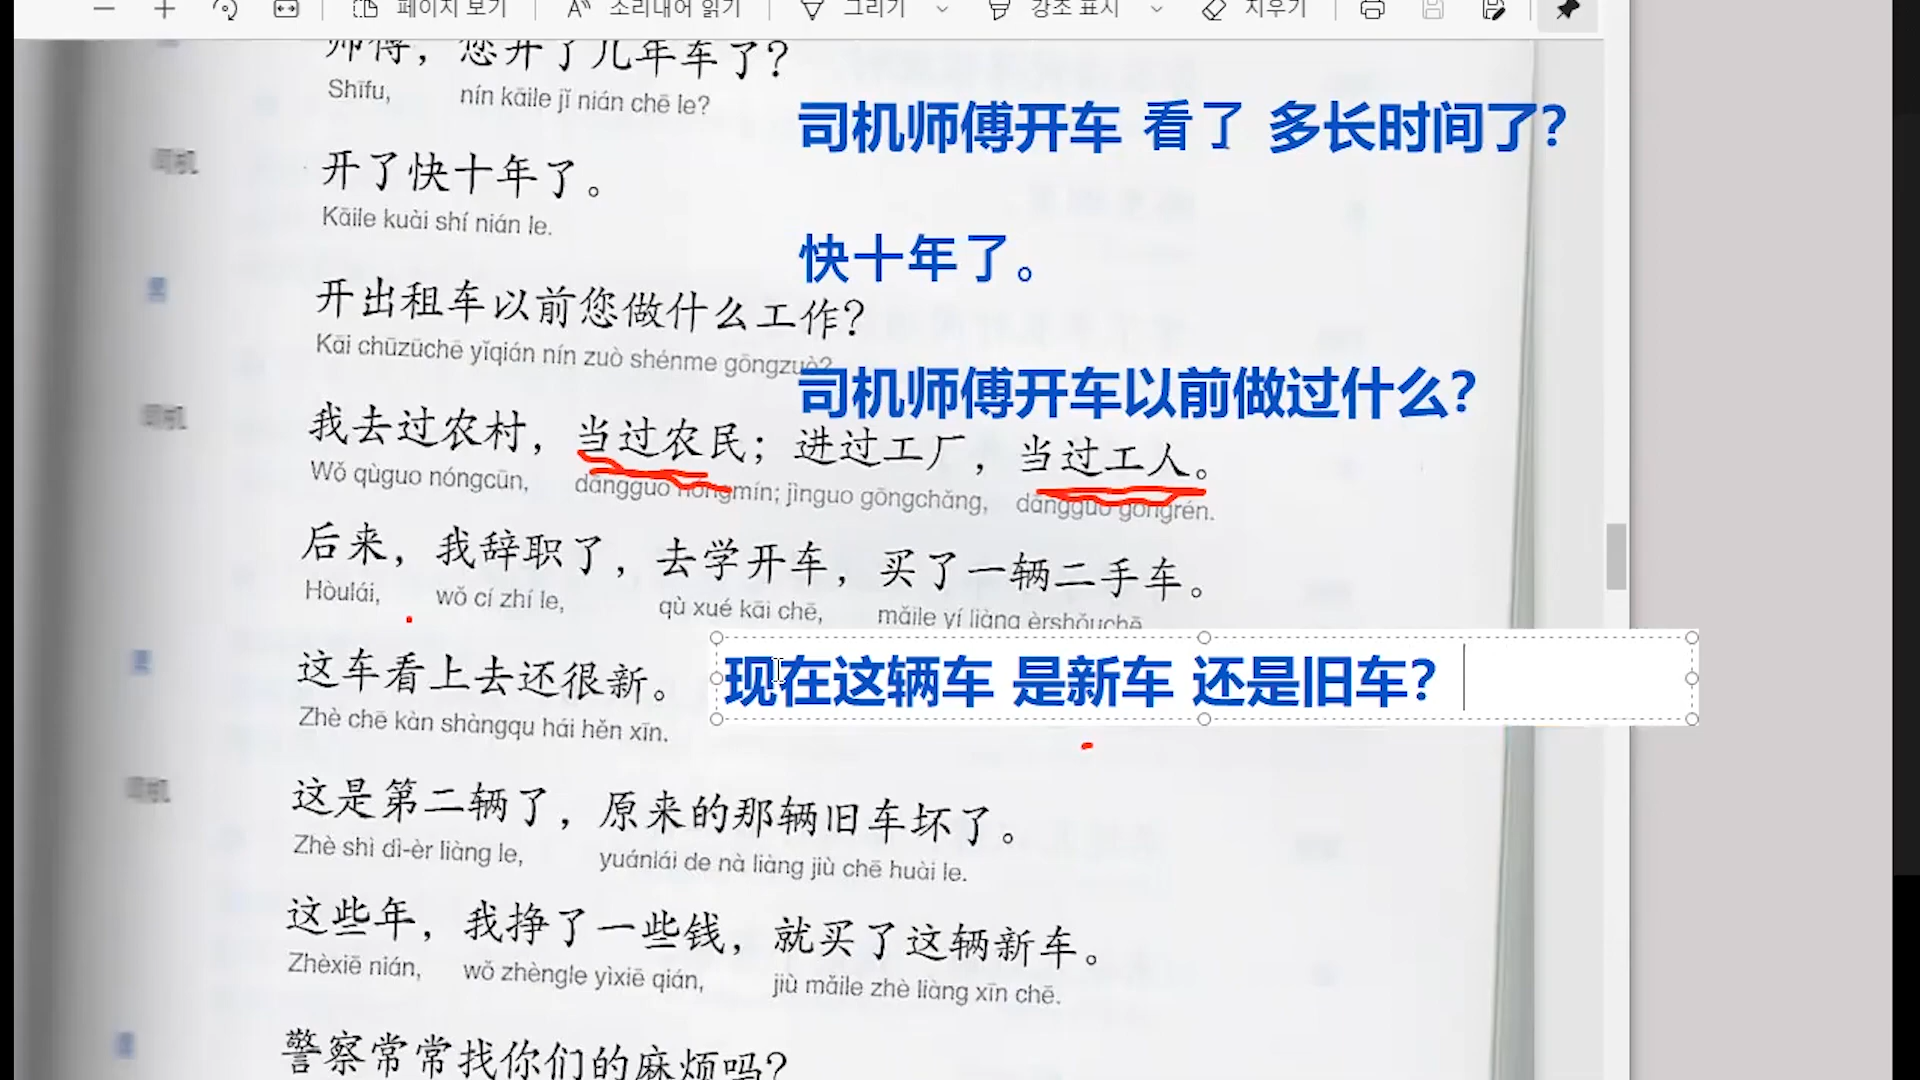 페이지 보기 소리내어 읽기 그리기 강조 표시 지우기
师傅，您开了几年车了？
Shīfu, nín kāile jǐ nián chē le?
司机师傅开车 看了 多长时间了？
司机
开了快十年了。
Kāile kuài shí nián le.
快十年了。
开出租车以前您做什么工作？
Kāi chūzūchē yǐqián nín zuò shénme gōngzuò?
司机师傅开车以前做过什么？
司机
我去过农村，当过农民；进过工厂，当过工人。
Wǒ qùguo nóngcūn, dāngguo nóngmín; jìnguo gōngchǎng, dāngguo gōngrén.
后来，我辞职了，去学开车，买了一辆二手车。
Hòulái, wǒ cí zhí le, qù xué kāi chē, mǎile yí liàng èrshǒuchē.
这车看上去还很新。
Zhè chē kàn shàngqu hái hěn xīn.
现在这辆车 是新车 还是旧车？
司机
这是第二辆了，原来的那辆旧车坏了。
Zhè shì dì-èr liàng le, yuánlái de nà liàng jiù chē huài le.
这些年，我挣了一些钱，就买了这辆新车。
Zhèxiē nián, wǒ zhèngle yìxiē qián, jiù mǎile zhè liàng xīn chē.
警察常常找你们的麻烦吗？